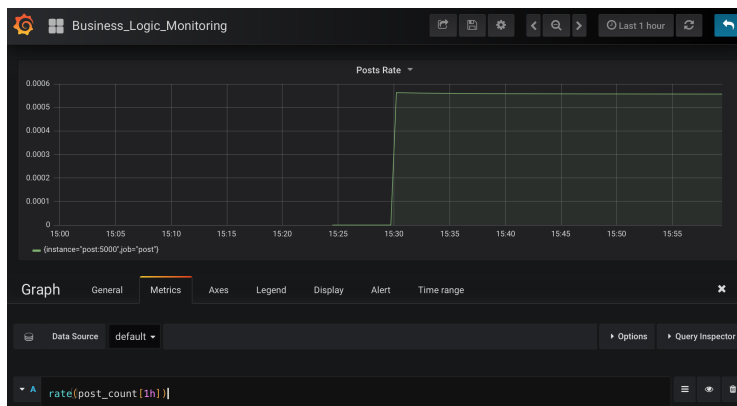 Business_Logic_Monitoring
Last 1 hour
Posts Rate
0.0006
0.0005
0.0004
0.0003
0.0002
0.0001
0
15:00 15:05 15:10 15:15 15:20 15:25 15:30 15:35 15:40 15:45 15:50 15:55
{instance="post:5000",job="post"}
Graph General Metrics Axes Legend Display Alert Time range
Data Source default Options Query Inspector
A rate(post_count[1h])